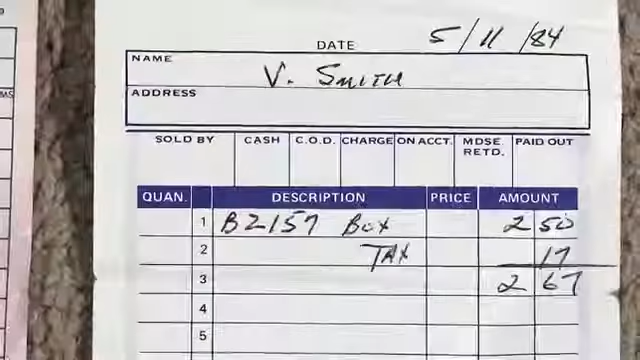 DATE 5/11/84
NAME V. SMITH
ADDRESS
SOLD BY CASH C.O.D. CHARGE ON ACCT. MDSE. RETD. PAID OUT
QUAN. DESCRIPTION PRICE AMOUNT
1 BZ157 BOX 2 50
2 TAX 17
3 2 67
4
5